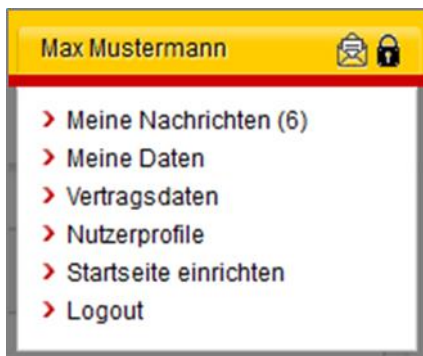 Max Mustermann
Meine Nachrichten (6)
Meine Daten
Vertragsdaten
Nutzerprofile
Startseite einrichten
Logout